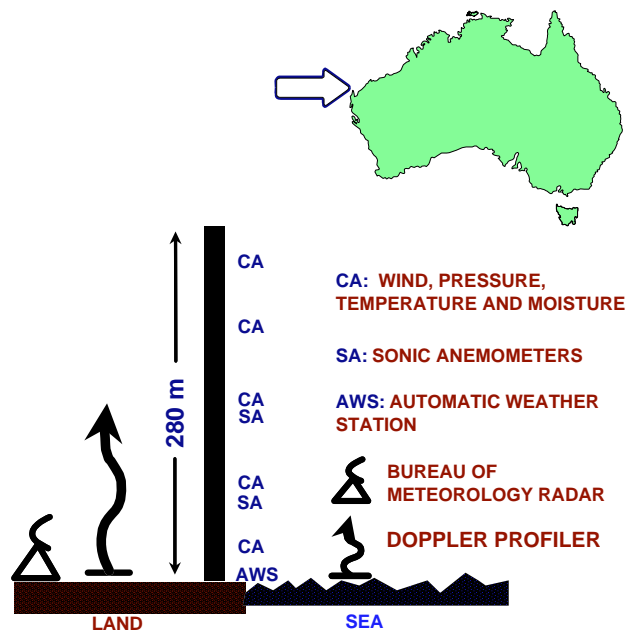 CA
CA
CA
SA
CA
SA
CA
AWS
280 m
CA: WIND, PRESSURE,
TEMPERATURE AND MOISTURE
SA: SONIC ANEMOMETERS
AWS: AUTOMATIC WEATHER
STATION
BUREAU OF
METEOROLOGY RADAR
DOPPLER PROFILER
LAND
SEA